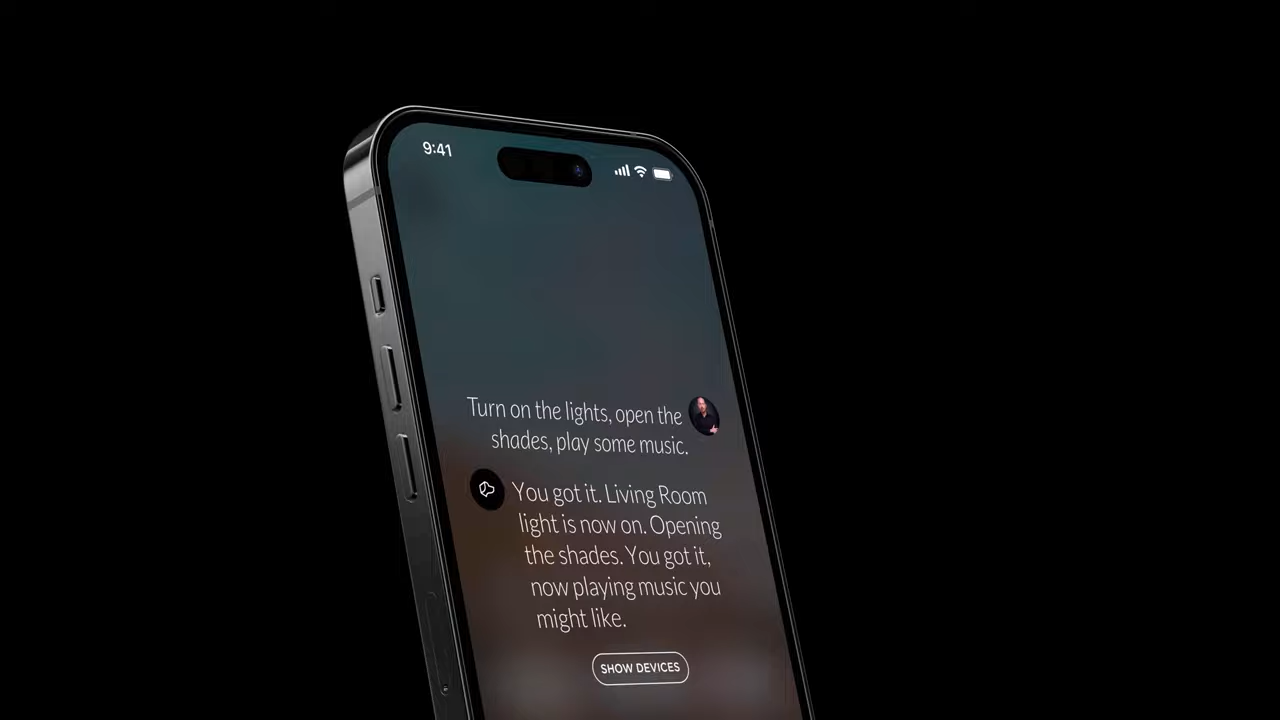 9:41
Turn on the lights, open the
shades, play some music.
You got it. Living Room
light is now on. Opening
the shades. You got it,
now playing music you
might like.
SHOW DEVICES